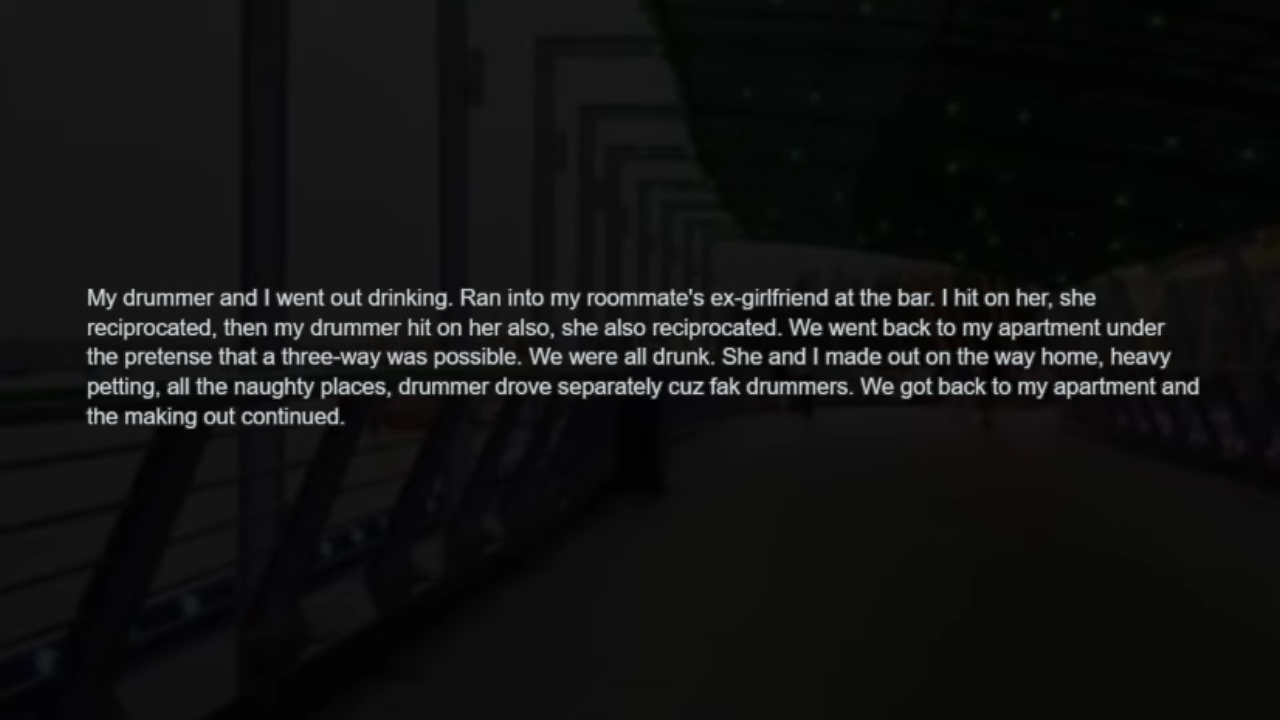 My drummer and I went out drinking. Ran into my roommate's ex-girlfriend at the bar. I hit on her, she
reciprocated, then my drummer hit on her also, she also reciprocated. We went back to my apartment under
the pretense that a three-way was possible. We were all drunk. She and I made out on the way home, heavy
petting, all the naughty places, drummer drove separately cuz fak drummers. We got back to my apartment and
the making out continued.